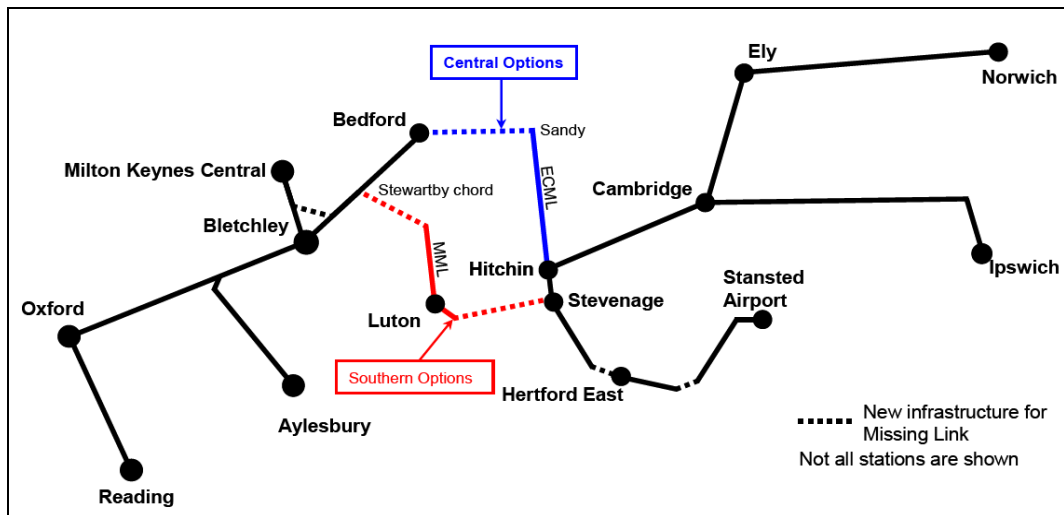 Central Options
Ely
Norwich
Bedford
Sandy
Milton Keynes Central
Stewartby chord
ECML
Cambridge
Bletchley
MML
Hitchin
Ipswich
Stansted
Airport
Stevenage
Oxford
Luton
Southern Options
Hertford East
Aylesbury
New infrastructure for
Missing Link
Not all stations are shown
Reading